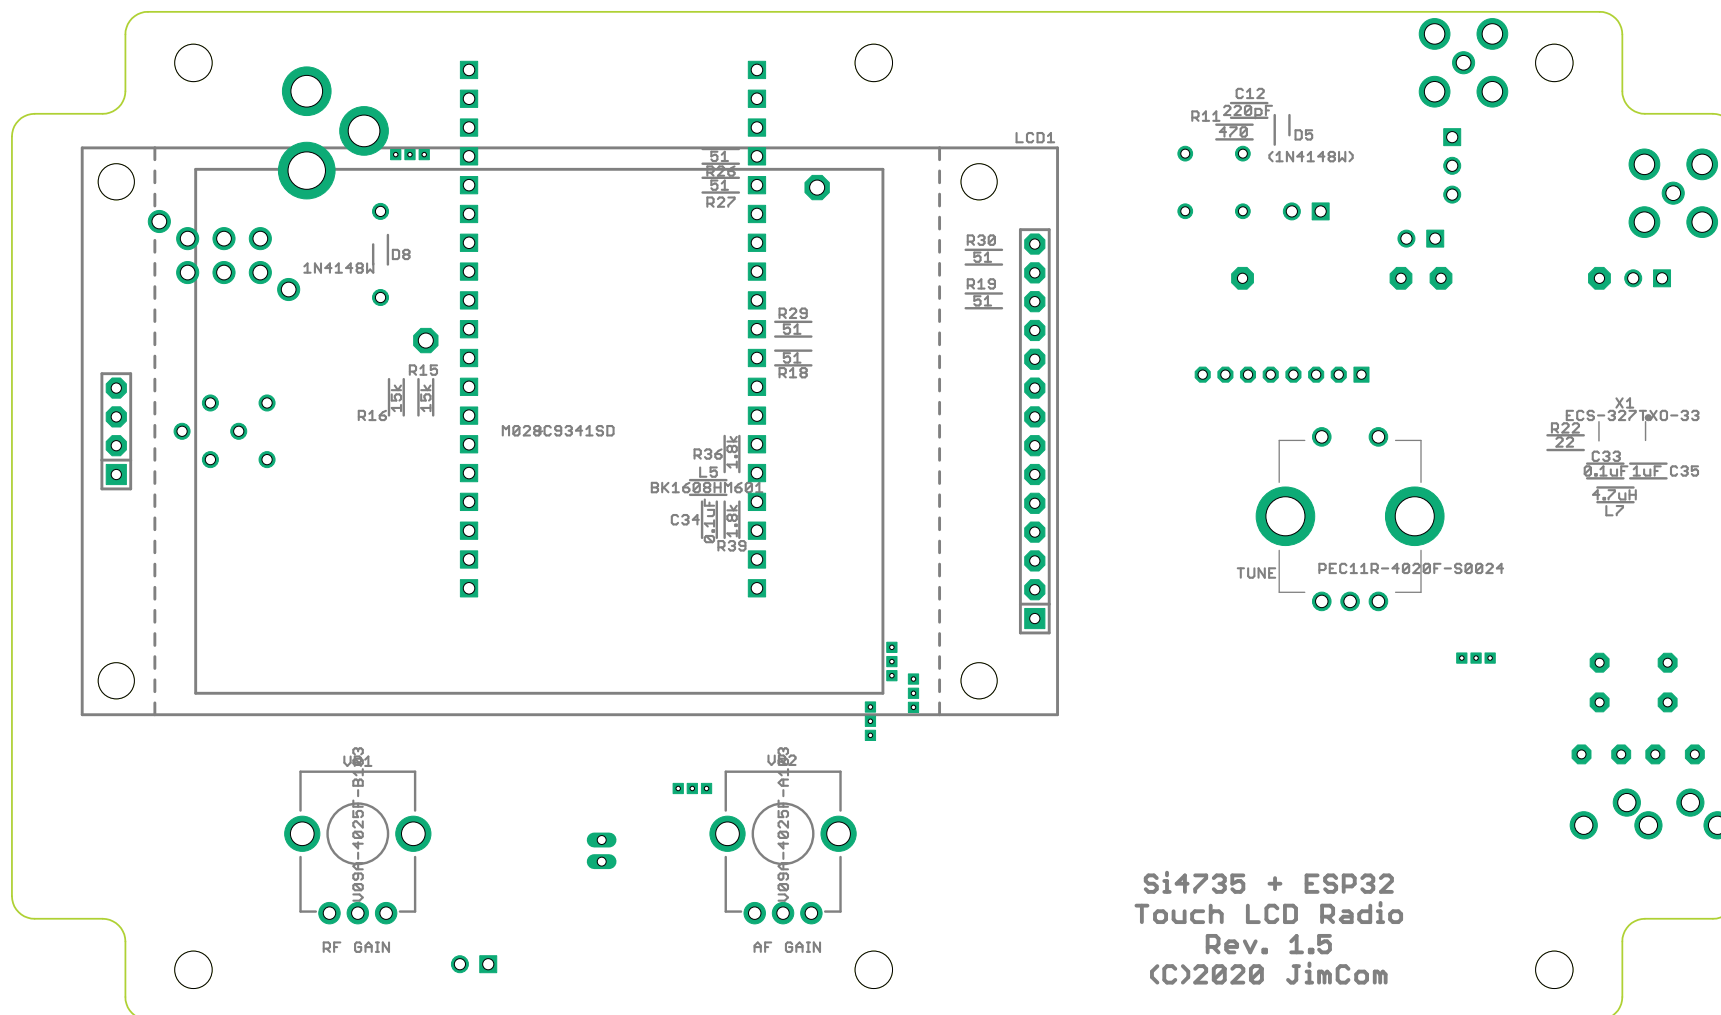 C12
220pF
R11
470
D5
(1N4148W)
LCD1
51
R26
51
R27
R30
51
R19
51
D8
1N4148W
R29
51
51
R18
R15
15k
15k
R16
M028C9341SD
R36
1.8k
L5
BK1608HM601
C34
0.1uF
1.8k
R39
X1
ECS-327TXO-33
R22
22
C33
0.1uF
1uF
C35
4.7uH
L7
TUNE
PEC11R-4020F-S0024
VR1
VR2
RF GAIN
AF GAIN
Si4735 + ESP32
Touch LCD Radio
Rev. 1.5
(C)2020 JimCom